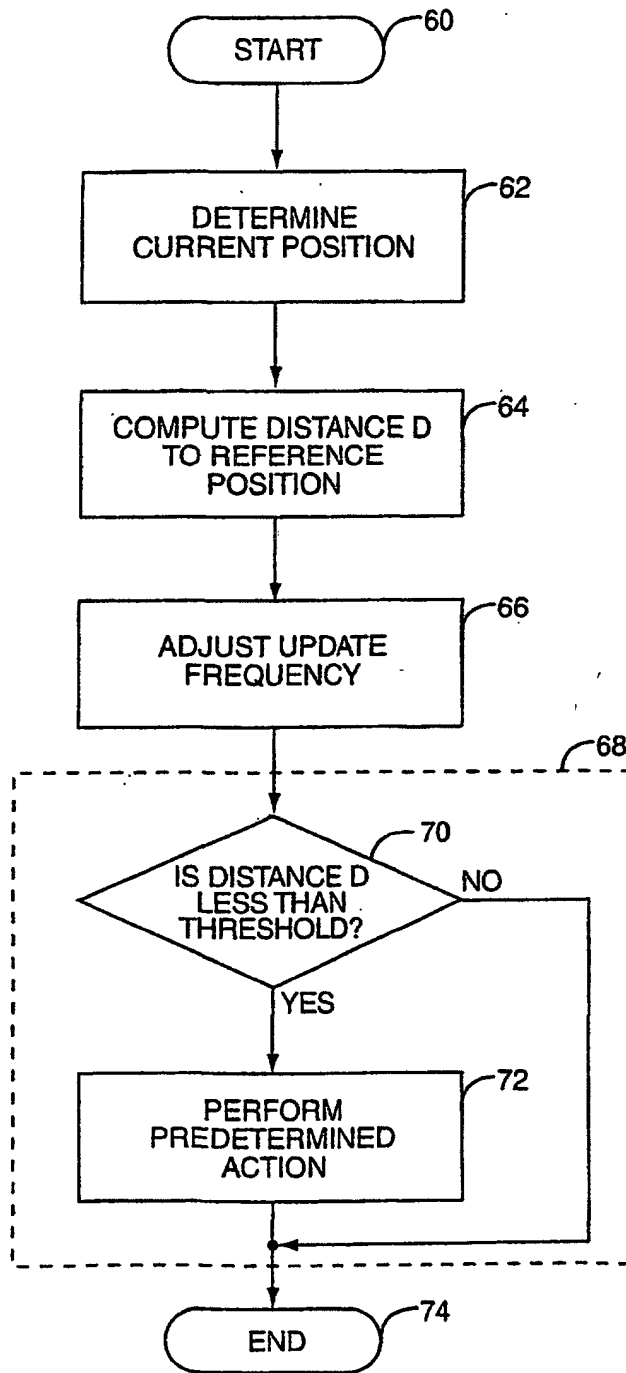 START
60
DETERMINE
CURRENT POSITION
62
COMPUTE DISTANCE D
TO REFERENCE
POSITION
64
ADJUST UPDATE
FREQUENCY
66
68
IS DISTANCE D
LESS THAN
THRESHOLD?
70
NO
YES
PERFORM
PREDETERMINED
ACTION
72
END
74